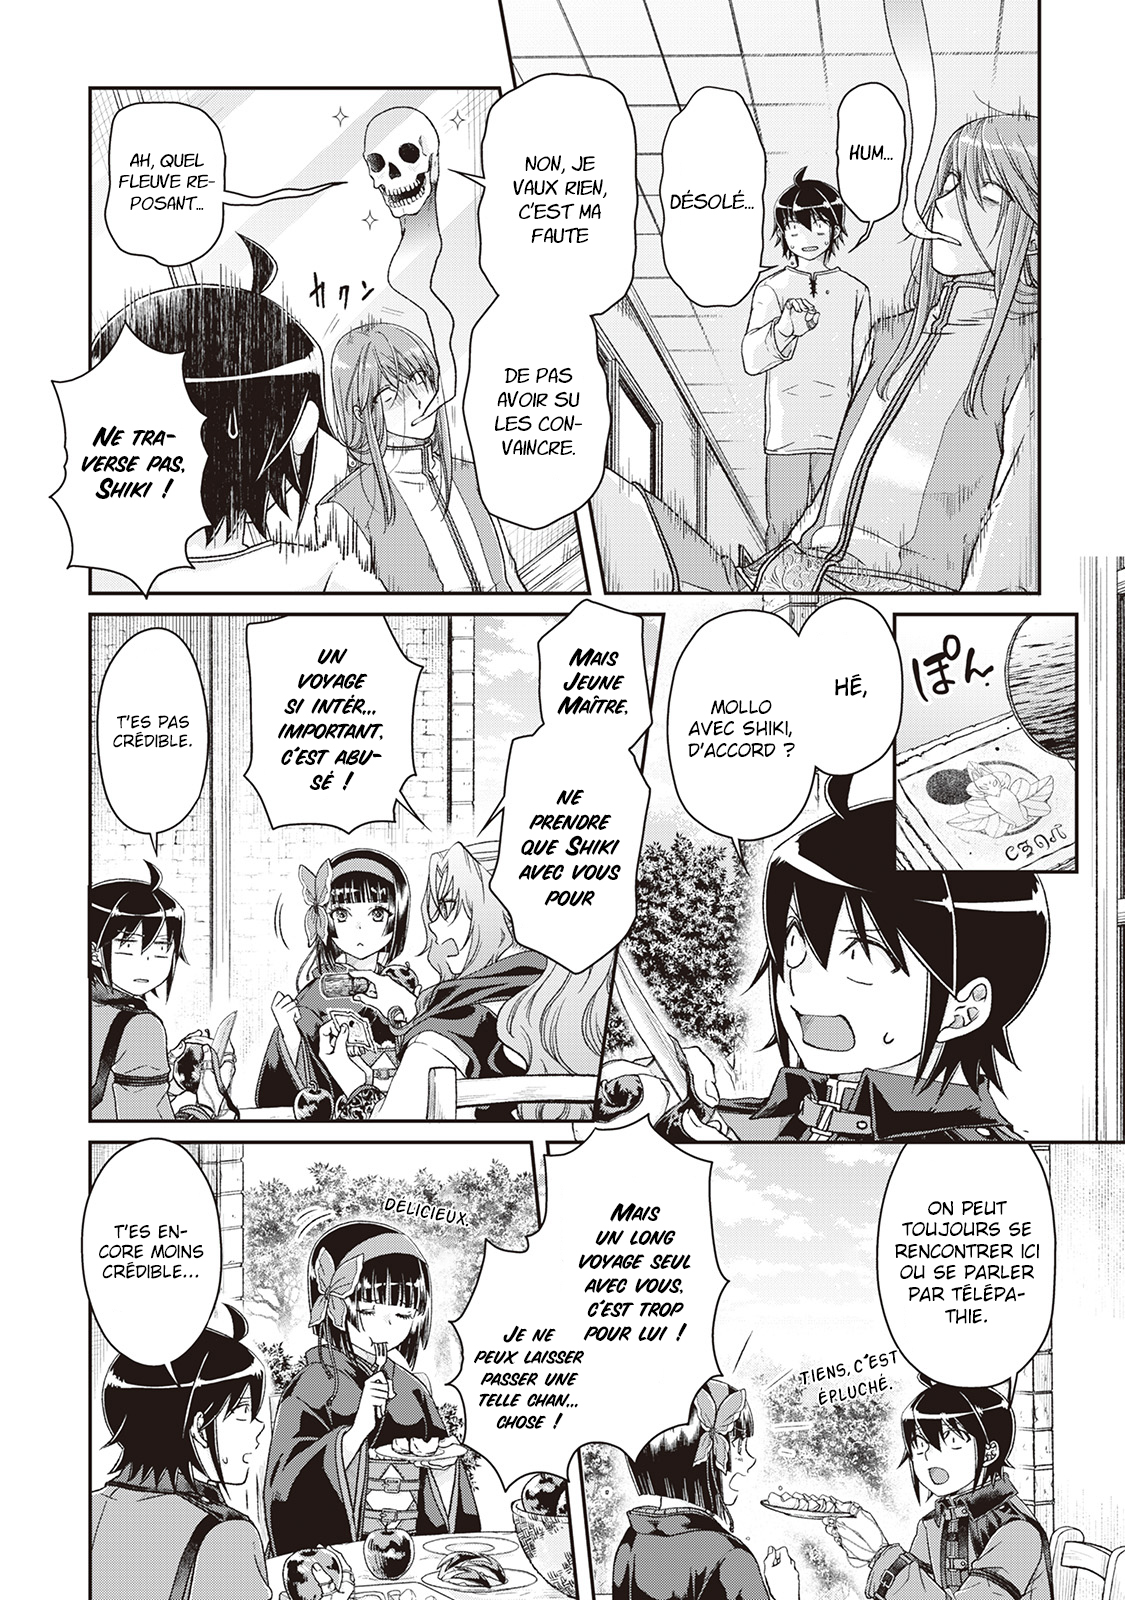 HUM...
DÉSOLÉ...
NON, JE
VAUX RIEN,
C'EST MA
FAUTE
DE PAS
AVOIR SU
LES CON-
VAINCRE.
AH, QUEL
FLEUVE RE-
POSANT...
カクン
NE TRA-
VERSE PAS,
SHIKI !
ぽん
HÉ,
MOLLO
AVEC SHIKI,
D'ACCORD ?
MAIS
JEUNE
MAÎTRE,
NE
PRENDRE
QUE SHIKI
AVEC VOUS
POUR
UN
VOYAGE
SI INTÉR...
IMPORTANT,
C'EST ABU-
SÉ !
T'ES PAS
CRÉDIBLE.
ON PEUT
TOUJOURS SE
RENCONTRER ICI
OU SE PARLER
PAR TÉLÉPA-
THIE.
TIENS, C'EST
ÉPLUCHÉ.
MAIS
UN LONG
VOYAGE SEUL
AVEC VOUS,
C'EST TROP
POUR LUI !
JE NE
PEUX LAISSER
PASSER UNE
TELLE CHAN...
CHOSE !
DÉLICIEUX.
T'ES EN-
CORE MOINS
CRÉDIBLE...